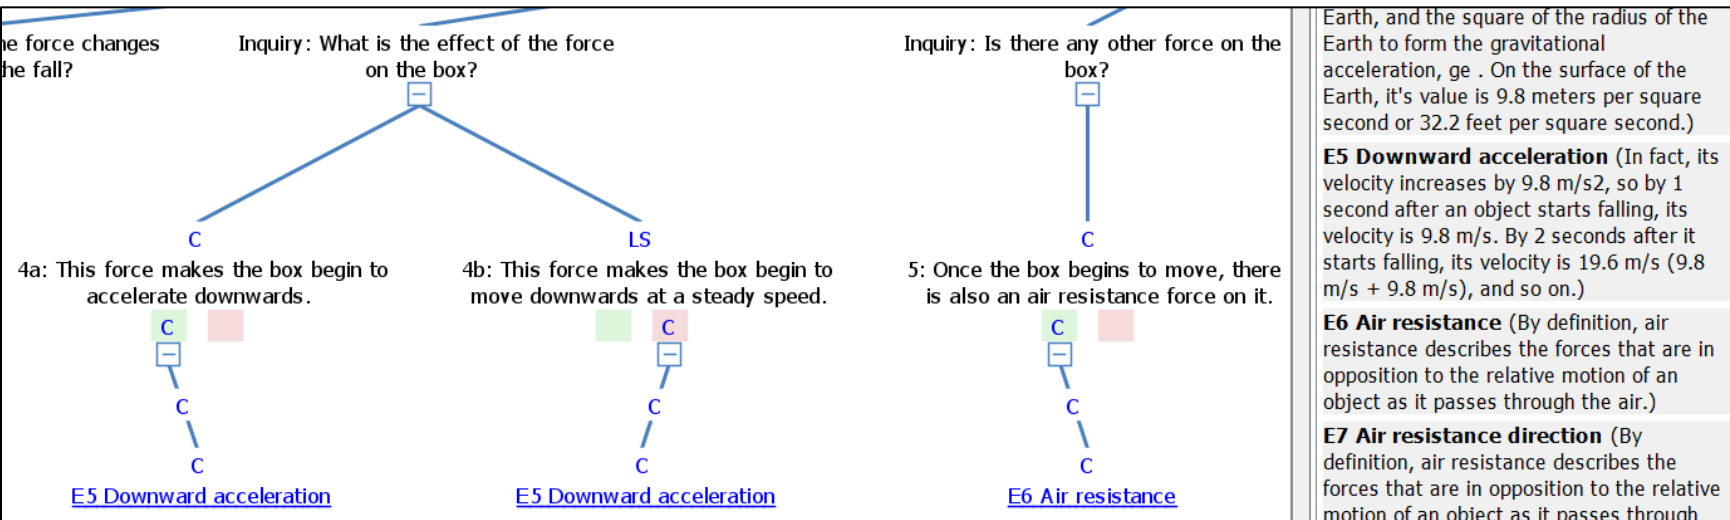 he force changes
the fall?
Inquiry: What is the effect of the force
on the box?
Inquiry: Is there any other force on the
box?
C
LS
C
4a: This force makes the box begin to
accelerate downwards.
4b: This force makes the box begin to
move downwards at a steady speed.
5: Once the box begins to move, there
is also an air resistance force on it.
C
C
C
C
C
C
C
C
C
E5 Downward acceleration
E5 Downward acceleration
E6 Air resistance
Earth, and the square of the radius of the
Earth to form the gravitational
acceleration, ge . On the surface of the
Earth, it's value is 9.8 meters per square
second or 32.2 feet per square second.)
E5 Downward acceleration (In fact, its
velocity increases by 9.8 m/s2, so by 1
second after an object starts falling, its
velocity is 9.8 m/s. By 2 seconds after it
starts falling, its velocity is 19.6 m/s (9.8
m/s + 9.8 m/s), and so on.)
E6 Air resistance (By definition, air
resistance describes the forces that are in
opposition to the relative motion of an
object as it passes through the air.)
E7 Air resistance direction (By
definition, air resistance describes the
forces that are in opposition to the relative
motion of an object as it passes through